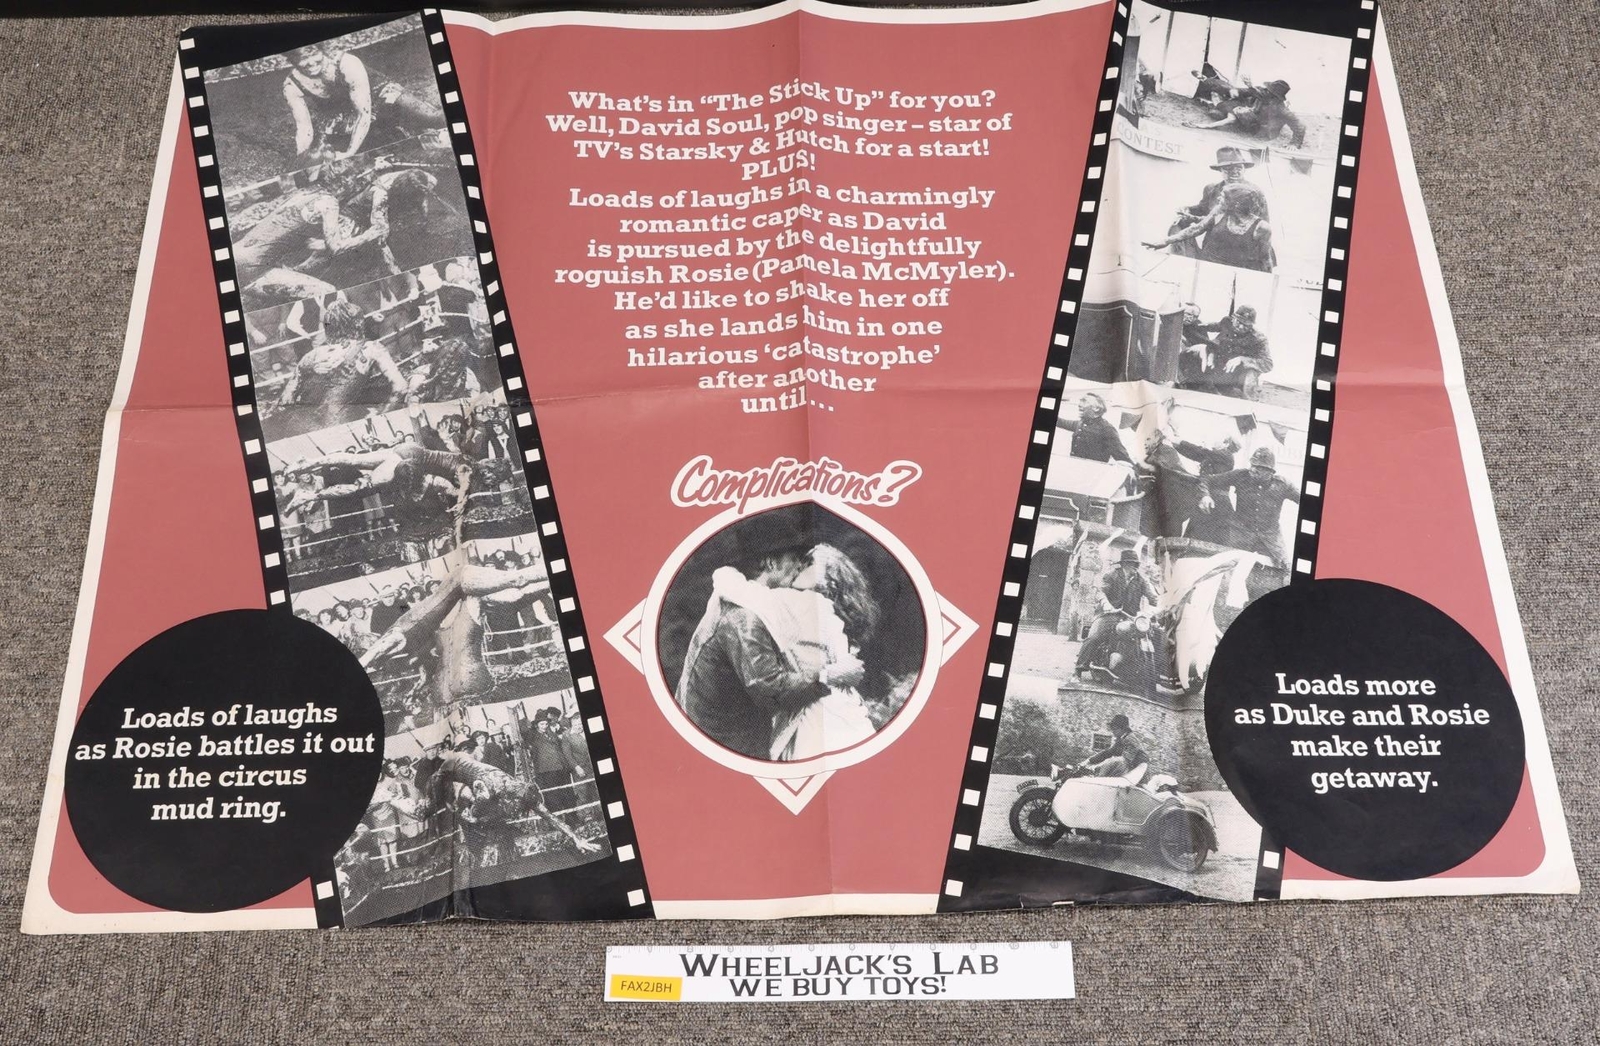 What's in "The Stick Up" for you?
Well, David Soul, pop singer – star of
TV's Starsky & Hutch for a start!
PLUS!
Loads of laughs in a charmingly
romantic caper as David
is pursued by the delightfully
roguish Rosie (Pamela McMyler).
He'd like to shake her off
as she lands him in one
hilarious 'catastrophe'
after another
until...
Complications?
Loads of laughs
as Rosie battles it out
in the circus
mud ring.
CONTEST
Loads more
as Duke and Rosie
make their
getaway.
WHEELJACK'S LAB
WE BUY TOYS!
FAX2JBH